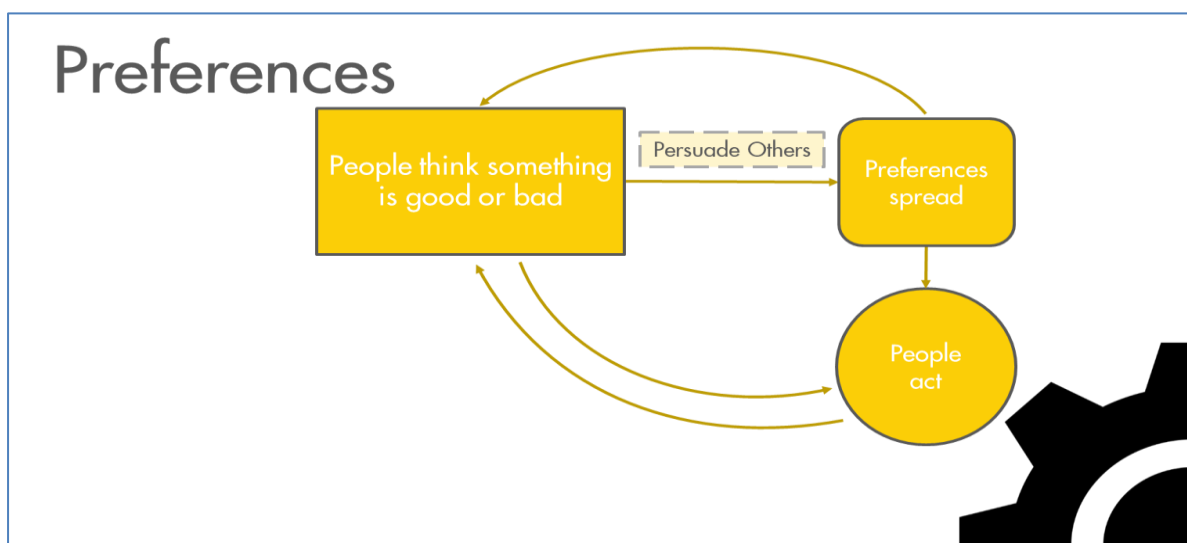 Preferences
People think something
is good or bad
Persuade Others
Preferences
spread
People
act